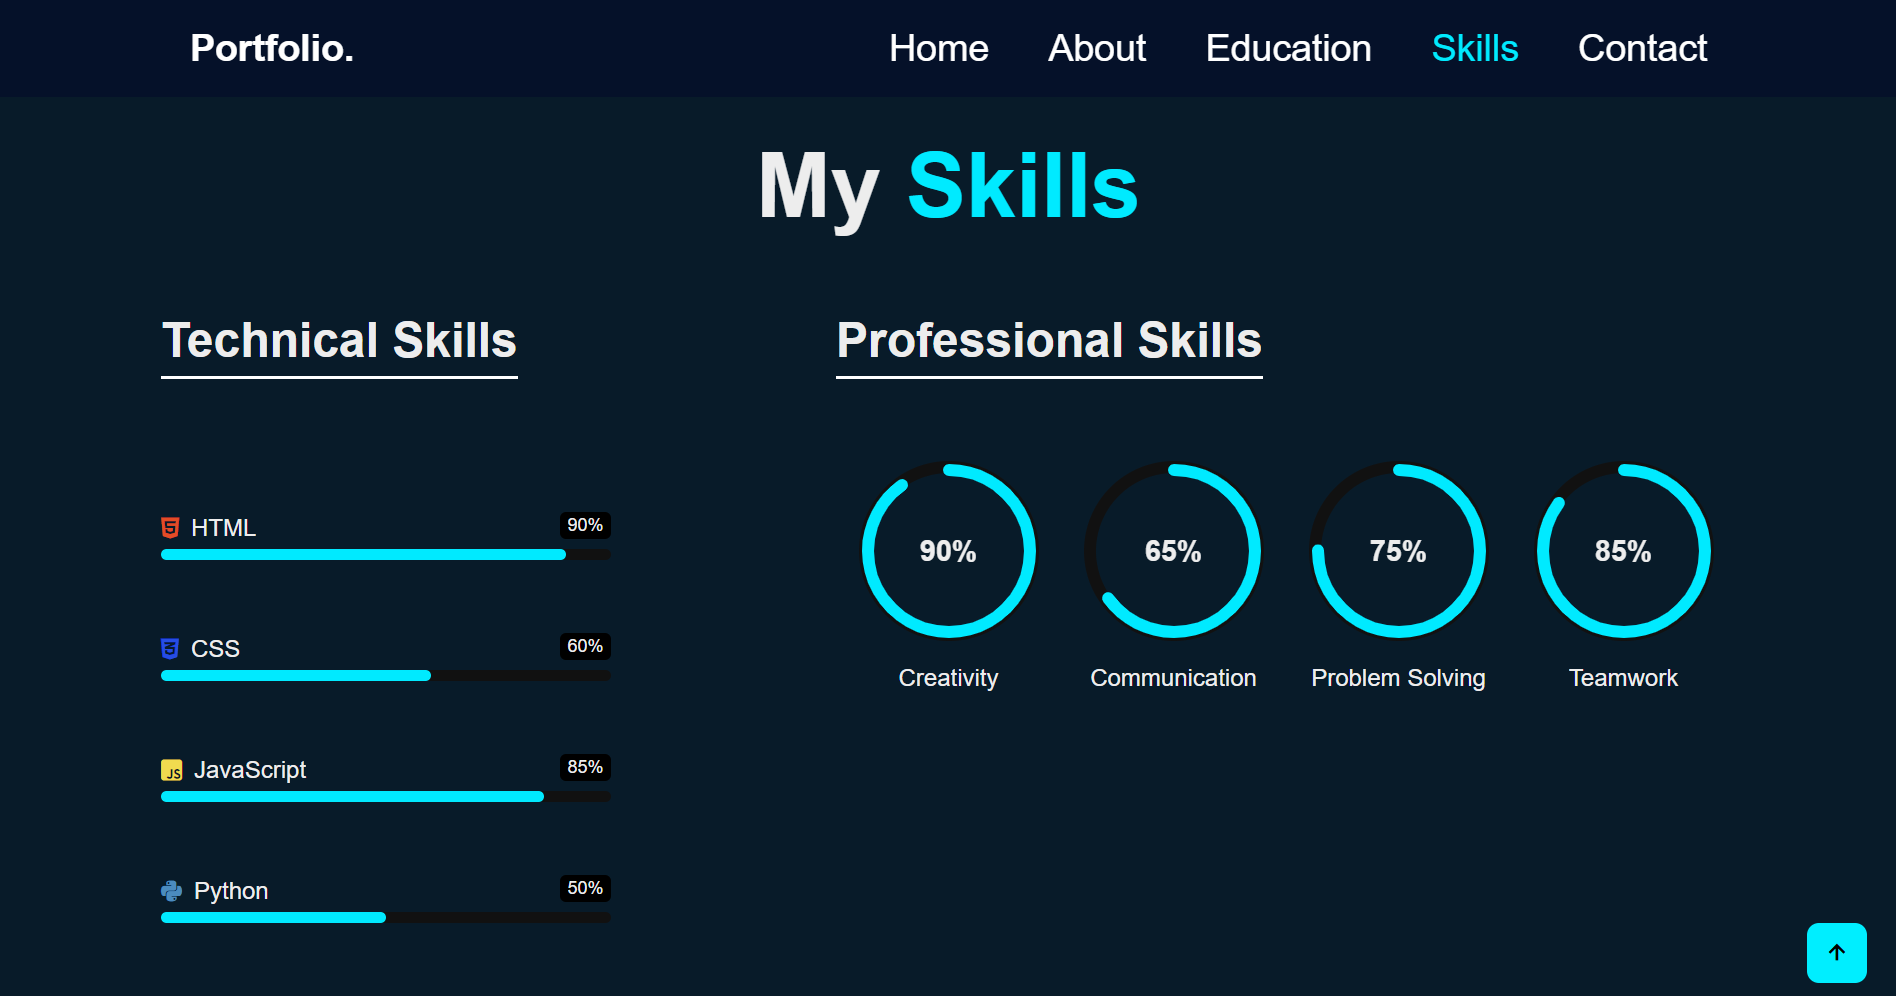 Portfolio.
Home About Education Skills Contact
My Skills
Technical Skills
HTML 90%
CSS 60%
JS JavaScript 85%
Python 50%
Professional Skills
90% 65% 75% 85%
Creativity Communication Problem Solving Teamwork